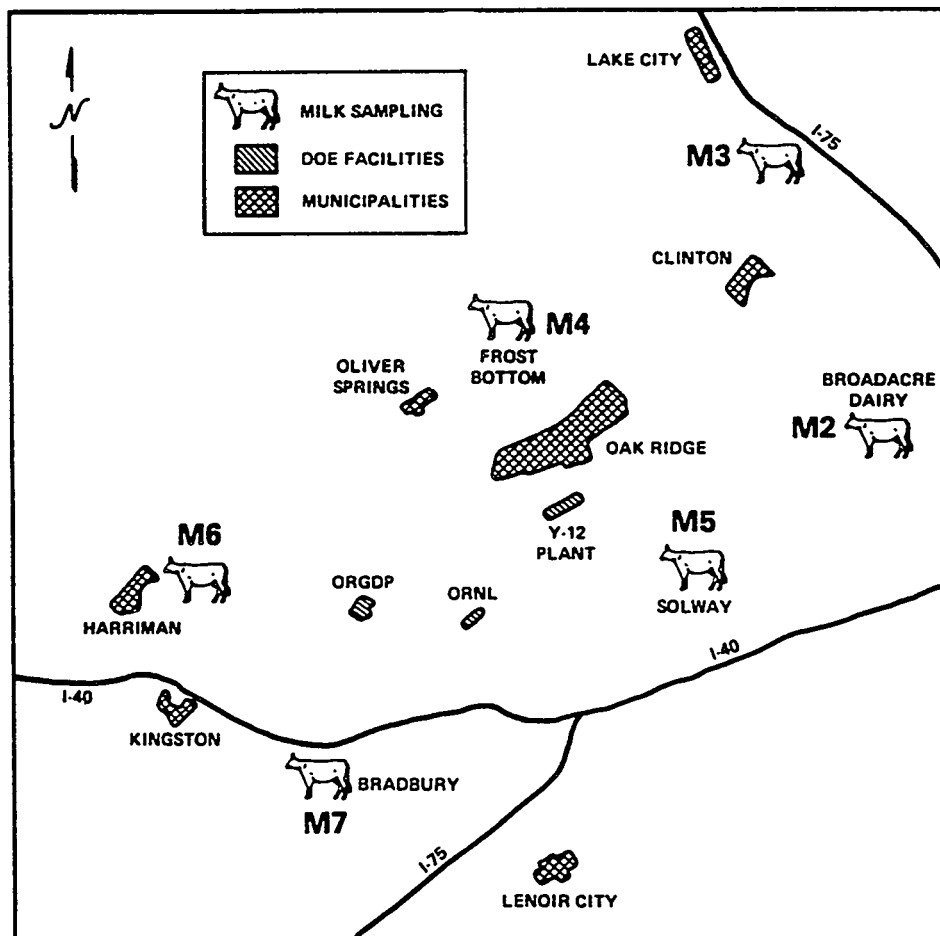 LAKE CITY
N
MILK SAMPLING
DOE FACILITIES
MUNICIPALITIES
I-75
M3
CLINTON
M4
FROST
BOTTOM
OLIVER
SPRINGS
BROADACRE
DAIRY
M2
OAK RIDGE
Y-12
PLANT
M5
SOLWAY
M6
HARRIMAN
ORGDP
ORNL
I-40
I-40
KINGSTON
BRADBURY
M7
I-75
LENOIR CITY